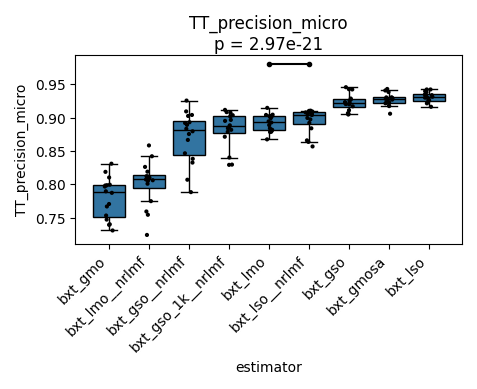 TT_precision_micro
p = 2.97e-21
TT_precision_micro
0.95
0.90
0.85
0.80
0.75
bxt_gmo
bxt_lmo__nrlmf
bxt_gso__nrlmf
bxt_gso_1k__nrlmf
bxt_lmo
bxt_lso__nrlmf
bxt_gso
bxt_gmosa
bxt_lso
estimator